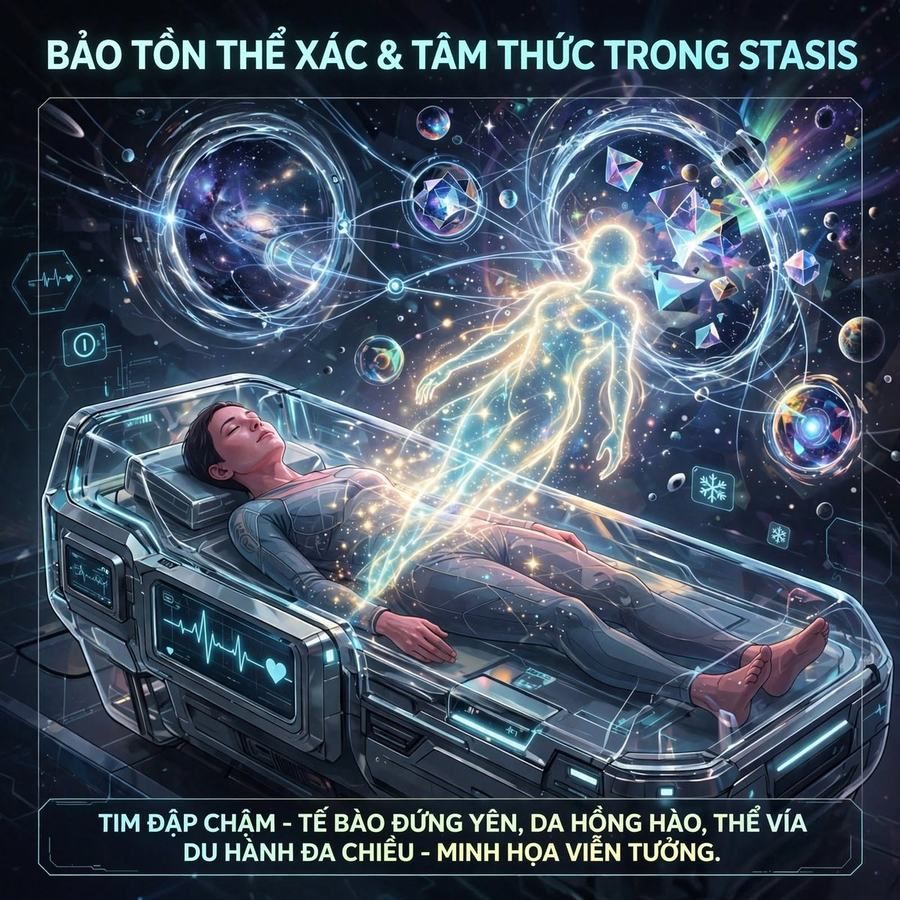 BẢO TỒN THỂ XÁC & TÂM THỨC TRONG STASIS
TIM ĐẬP CHẬM - TẾ BÀO ĐỨNG YÊN, DA HỒNG HÀO, THỂ VÍA
DU HÀNH ĐA CHIỀU - MINH HỌA VIỄN TƯỞNG.